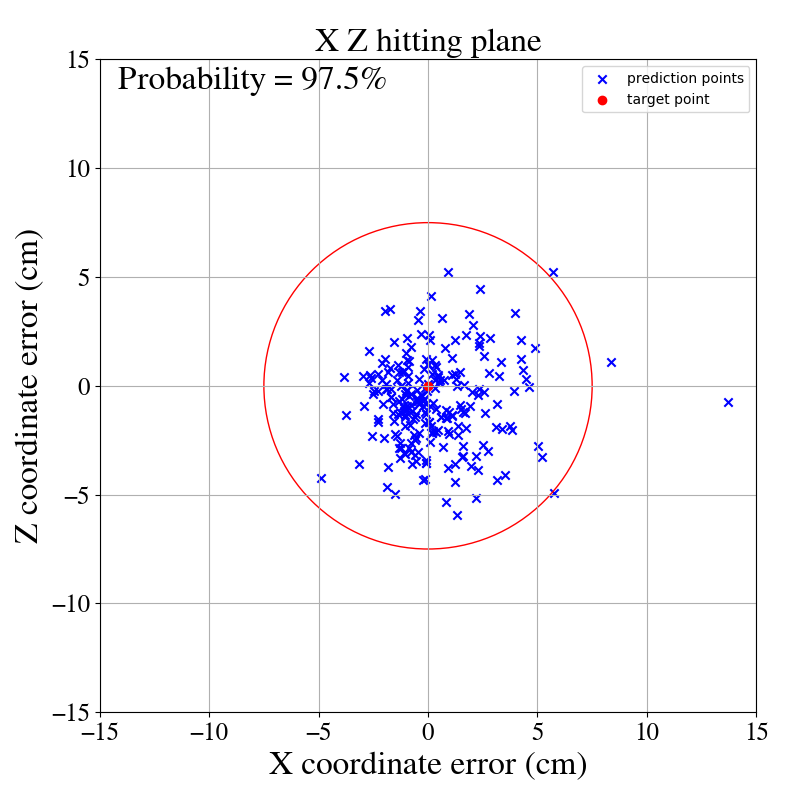 X Z hitting plane
Probability = 97.5%
prediction points
target point
15
10
5
0
−5
−10
−15
Z coordinate error (cm)
−15 −10 −5 0 5 10 15
X coordinate error (cm)